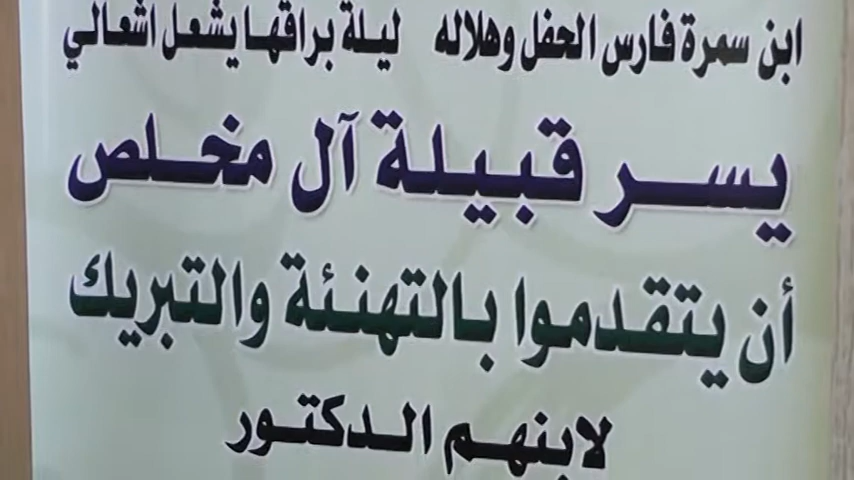 ابن سمرة فارس الحفل وهلاله ليلة براقها يشعل اشعالي
يسر قبيلة آل مخلص
أن يتقدموا بالتهنئة والتبريك
لابنهم الدكتور